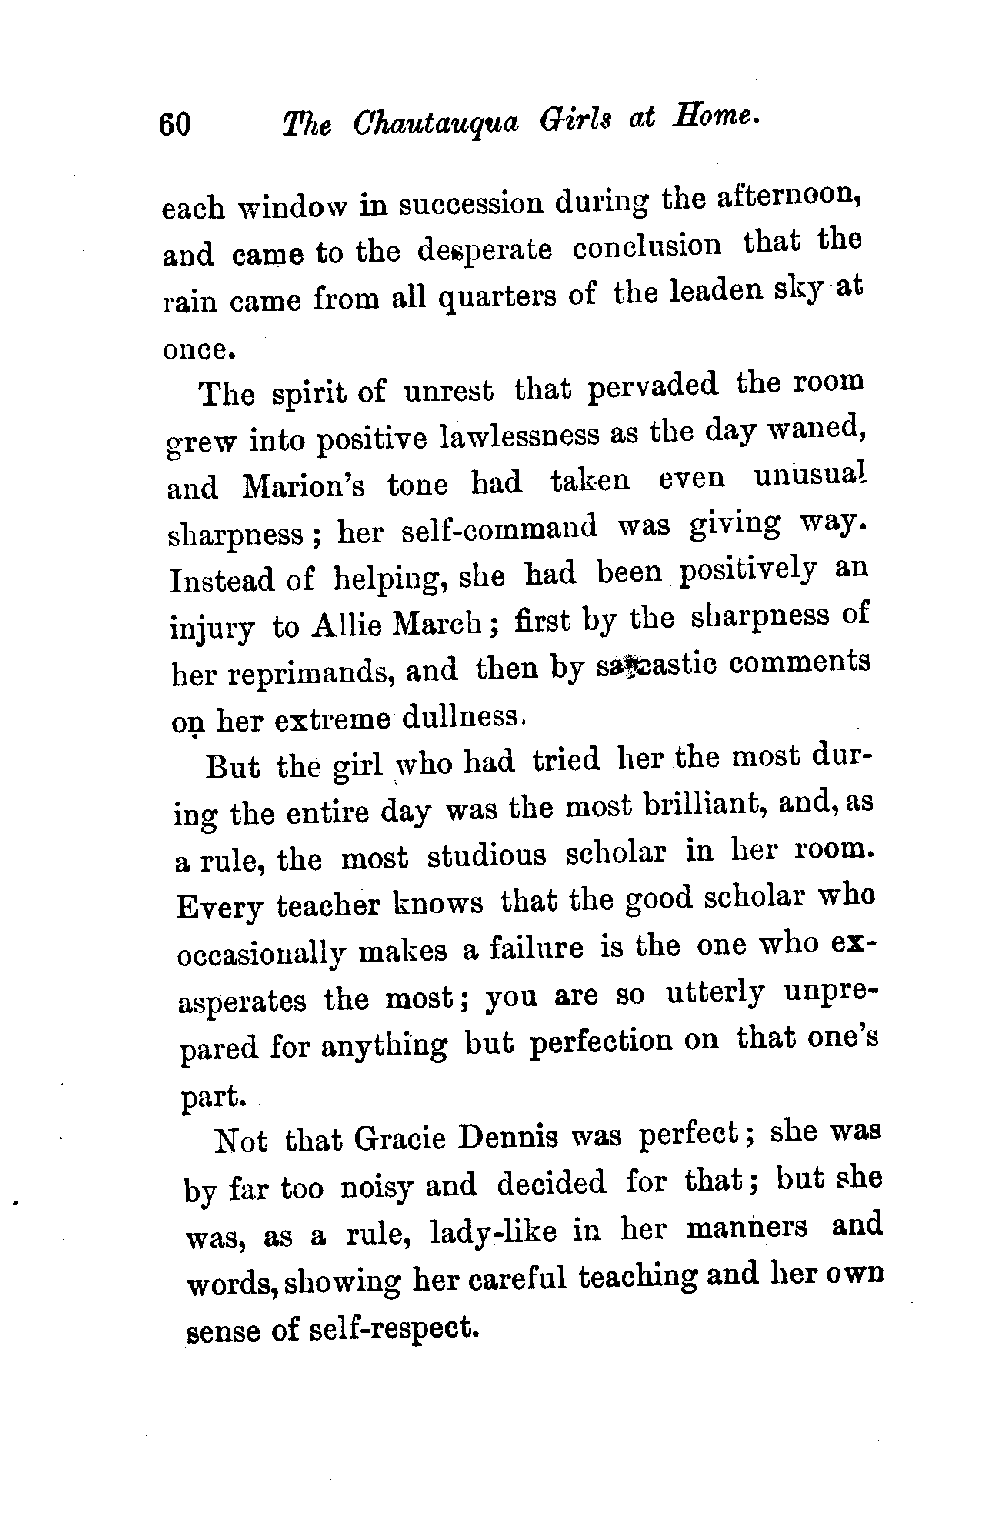 60 The Chautauqua Girls at Home.
each window in succession during the afternoon,
and came to the desperate conclusion that the
rain came from all quarters of the leaden sky at
once.
The spirit of unrest that pervaded the room
grew into positive lawlessness as the day waned,
and Marion's tone had taken even unusual
sharpness; her self-command was giving way.
Instead of helping, she had been positively an
injury to Allie March; first by the sharpness of
her reprimands, and then by sarcastic comments
on her extreme dullness.
But the girl who had tried her the most dur-
ing the entire day was the most brilliant, and, as
a rule, the most studious scholar in her room.
Every teacher knows that the good scholar who
occasionally makes a failure is the one who ex-
asperates the most; you are so utterly unpre-
pared for anything but perfection on that one's
part.
Not that Gracie Dennis was perfect; she was
by far too noisy and decided for that; but she
was, as a rule, lady-like in her manners and
words, showing her careful teaching and her own
sense of self-respect.